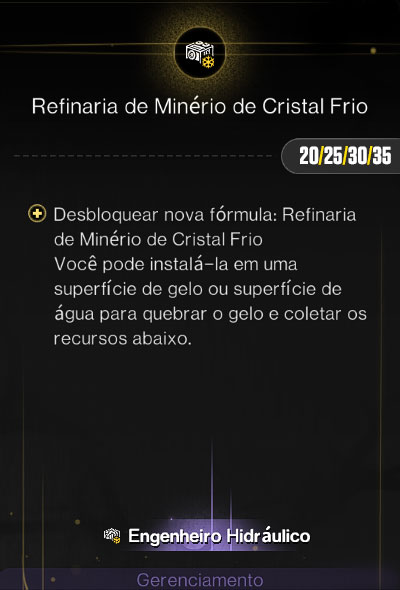 Refinaria de Minério de Cristal Frio
20/25/30/35
Desbloquear nova fórmula: Refinaria
de Minério de Cristal Frio
Você pode instalá-la em uma
superfície de gelo ou superfície de
água para quebrar o gelo e coletar os
recursos abaixo.
Engenheiro Hidráulico
Gerenciamento